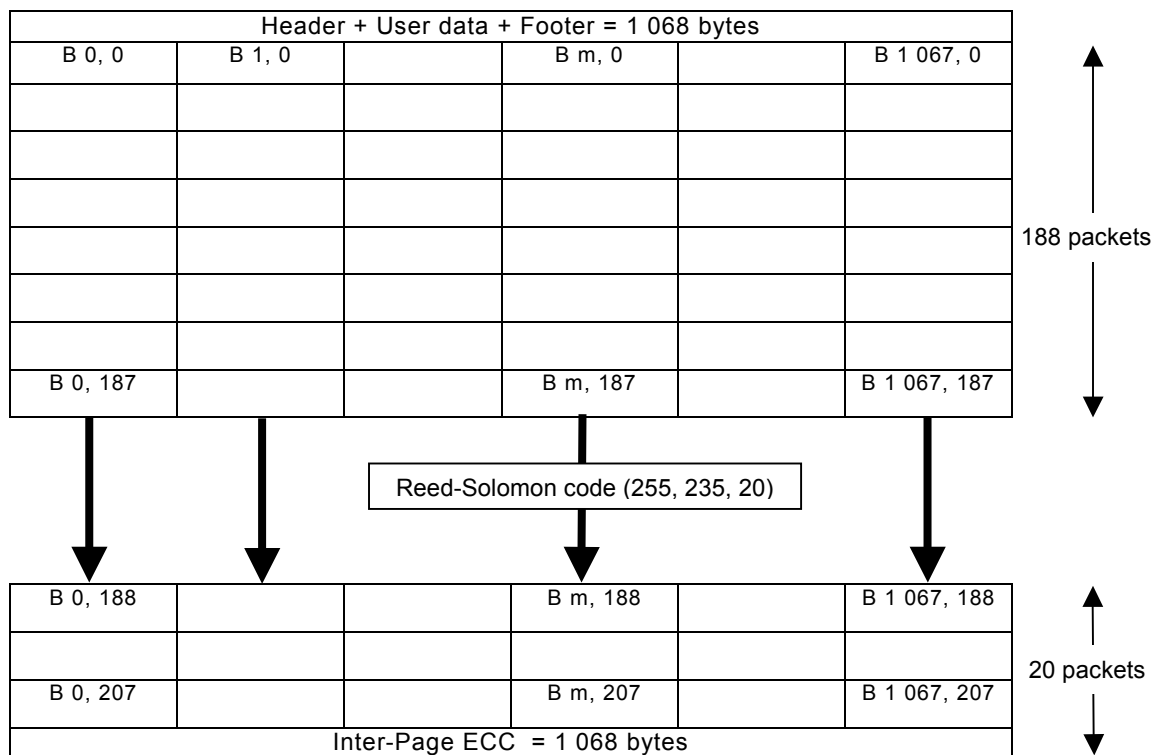 Header + User data + Footer = 1 068 bytes
B 0, 0 B 1, 0 B m, 0 B 1 067, 0
188 packets
B 0, 187 B m, 187 B 1 067, 187
Reed-Solomon code (255, 235, 20)
B 0, 188 B m, 188 B 1 067, 188
20 packets
B 0, 207 B m, 207 B 1 067, 207
Inter-Page ECC = 1 068 bytes